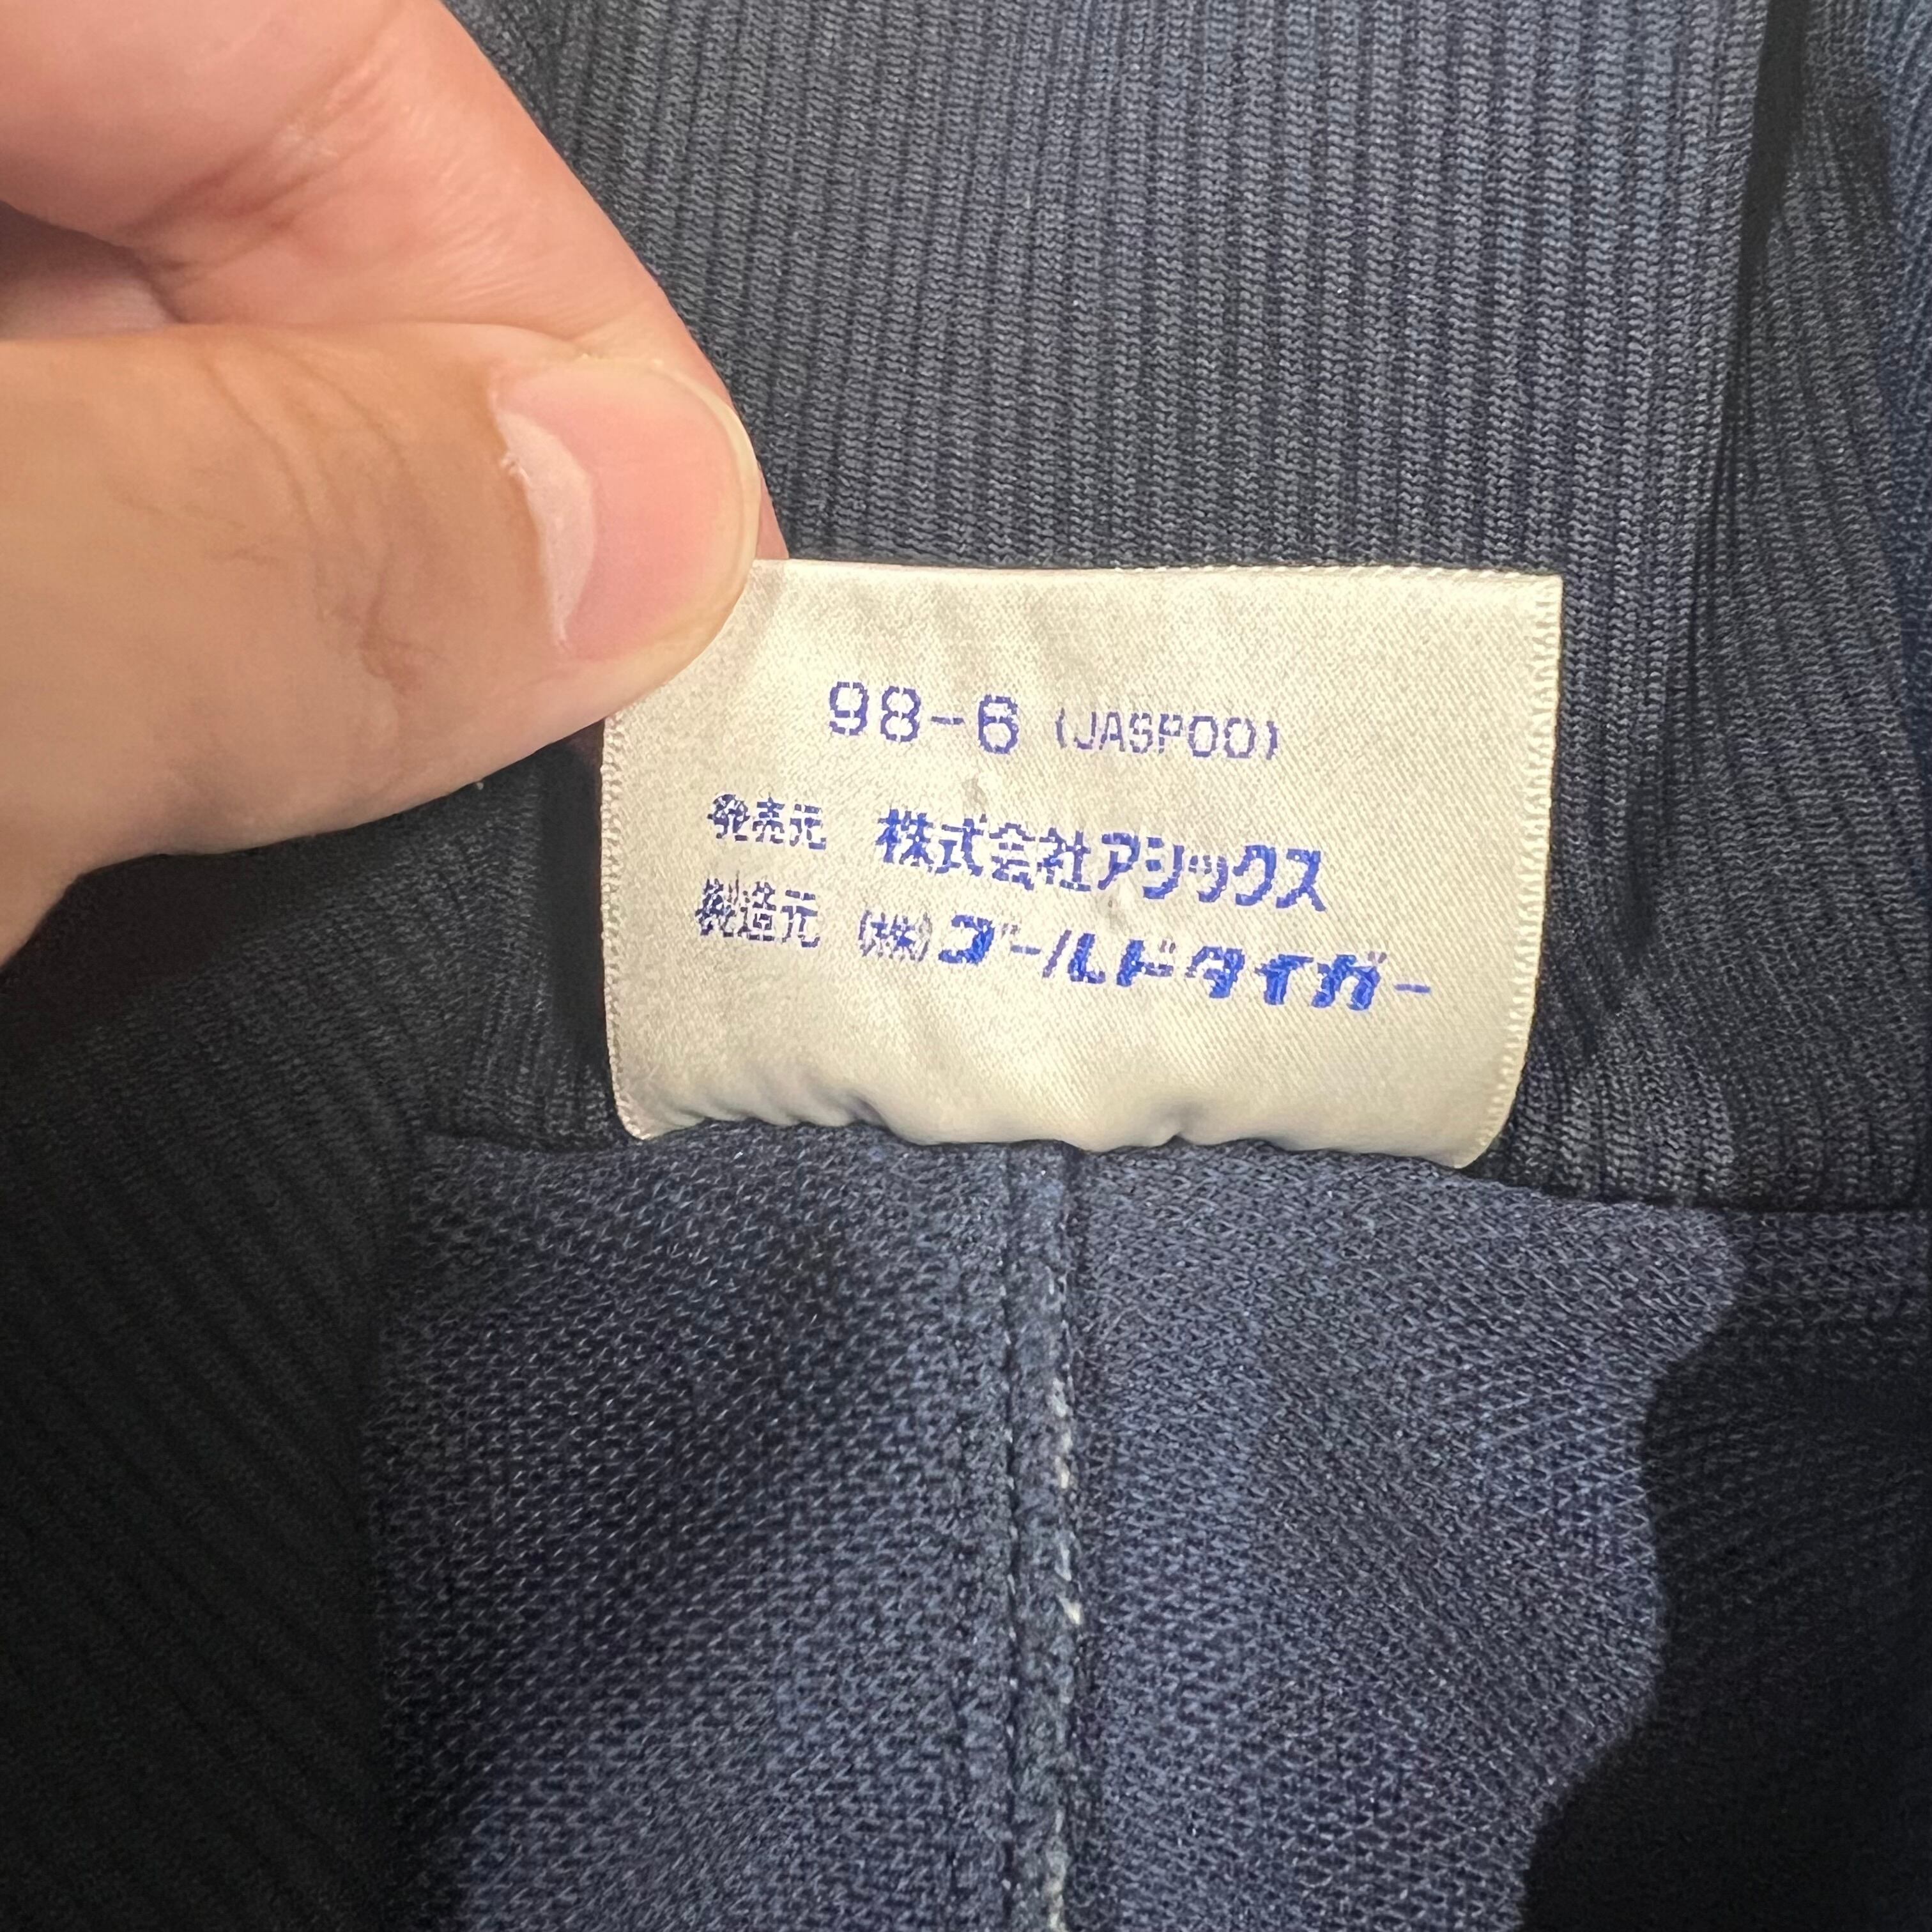 98-6 (JASPOO)
発売元 株式会社アシックス
製造元 (株)ゴールドタイガー